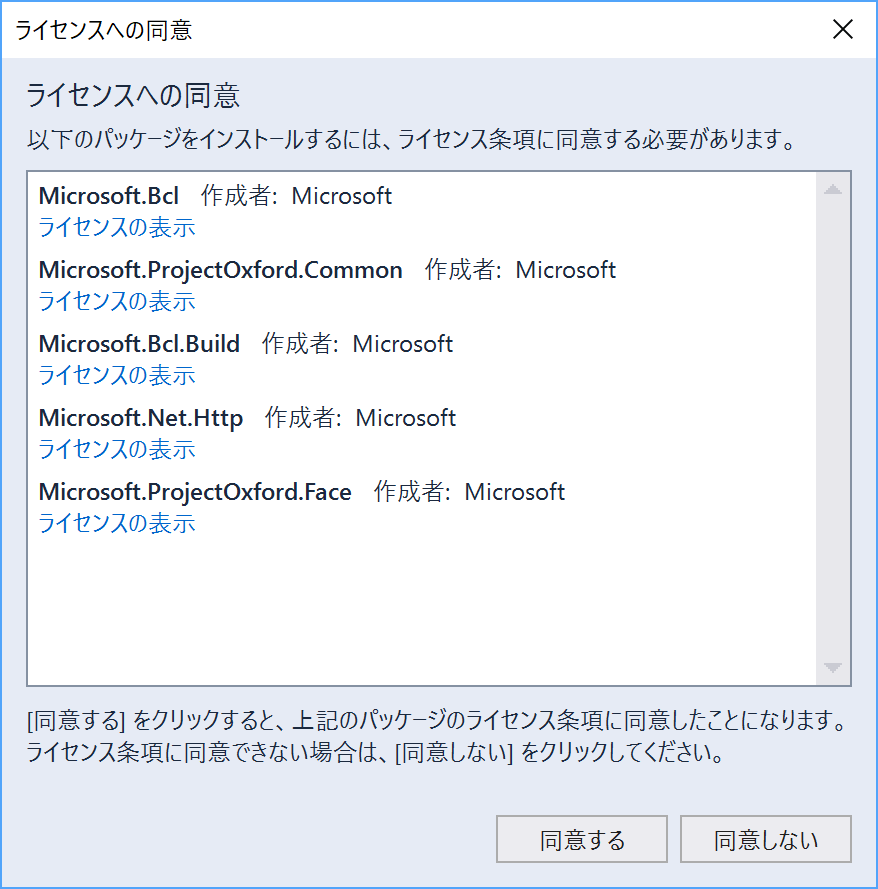 ライセンスへの同意
ライセンスへの同意
以下のパッケージをインストールするには、ライセンス条項に同意する必要があります。
Microsoft.Bcl 作成者: Microsoft
ライセンスの表示
Microsoft.ProjectOxford.Common 作成者: Microsoft
ライセンスの表示
Microsoft.Bcl.Build 作成者: Microsoft
ライセンスの表示
Microsoft.Net.Http 作成者: Microsoft
ライセンスの表示
Microsoft.ProjectOxford.Face 作成者: Microsoft
ライセンスの表示
[同意する] をクリックすると、上記のパッケージのライセンス条項に同意したことになります。
ライセンス条項に同意できない場合は、[同意しない] をクリックしてください。
同意する 同意しない